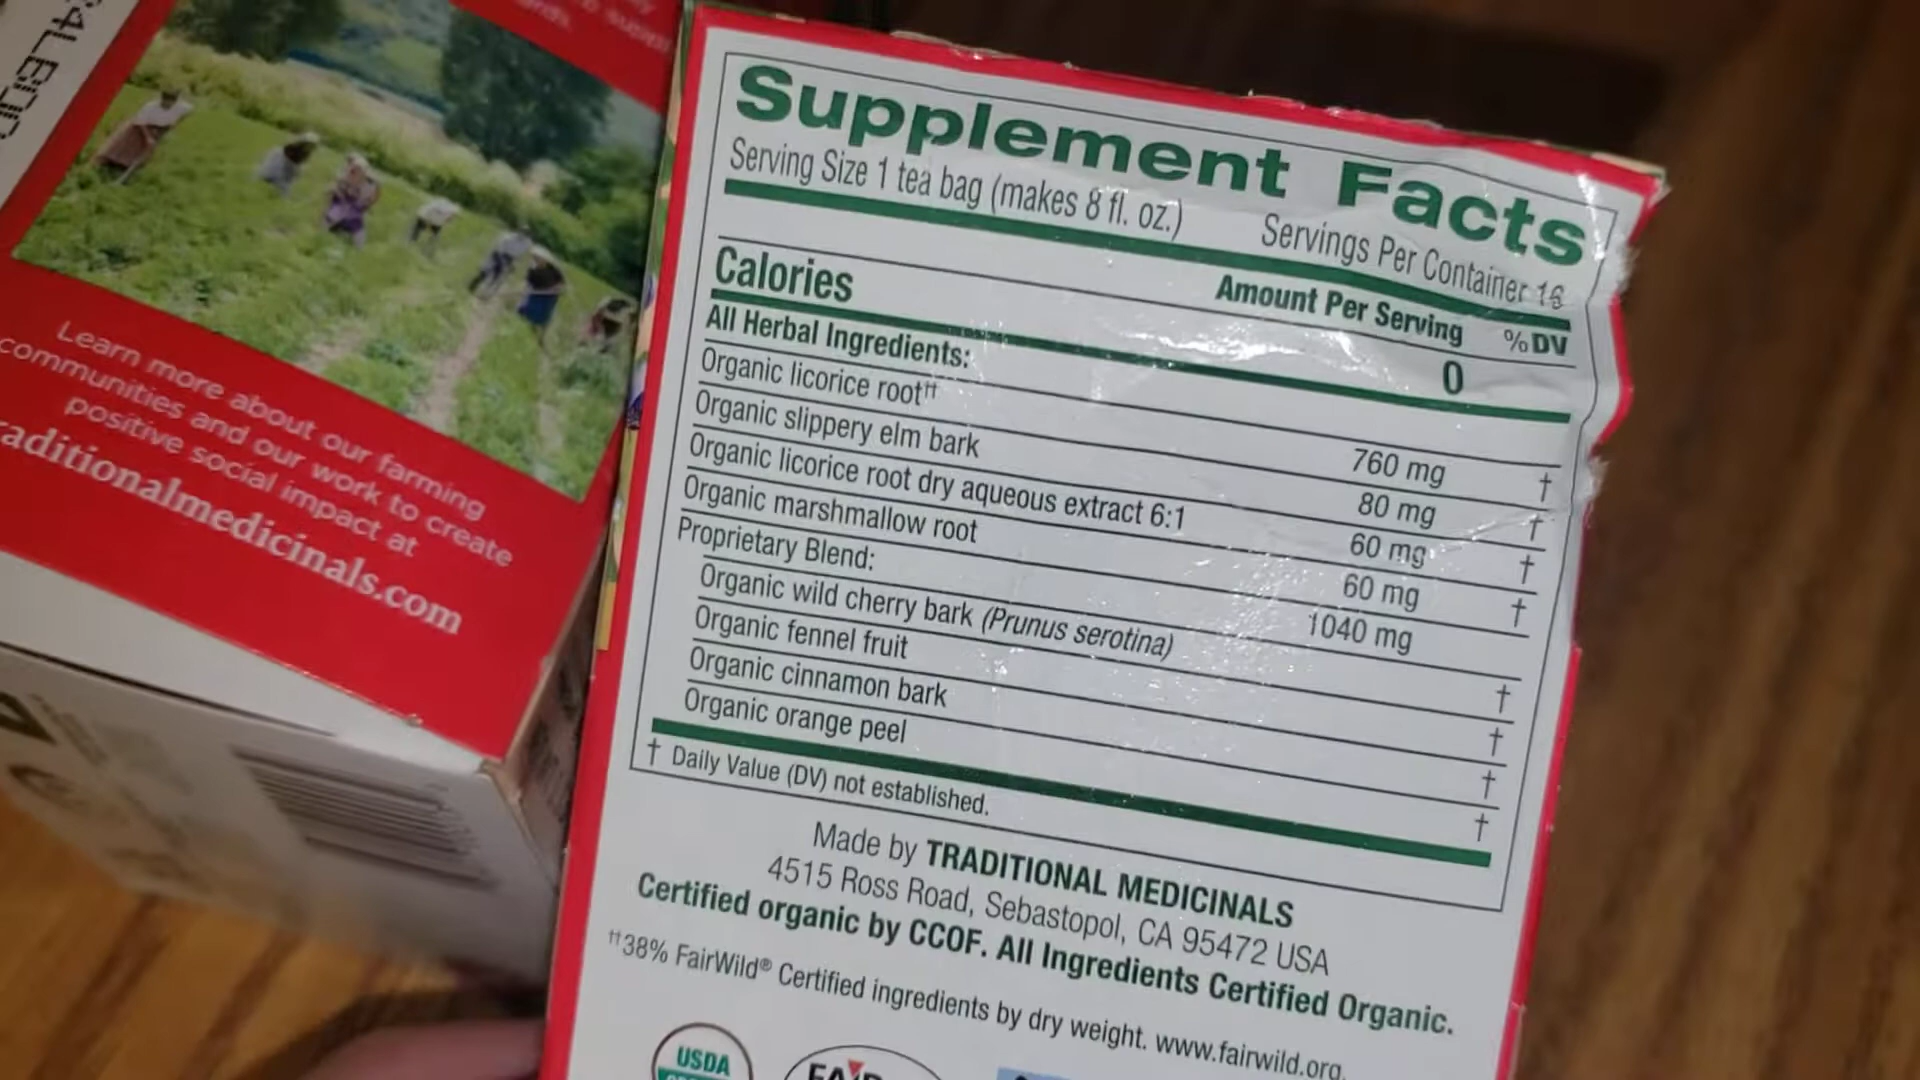 64L B0
Learn more about our farming
communities and our work to create
positive social impact at
raditionalmedicinals.com
Supplement Facts
Serving Size 1 tea bag (makes 8 fl. oz.) Servings Per Container 16
Amount Per Serving %DV
Calories 0
All Herbal Ingredients:
Organic licorice root†† 760 mg †
Organic slippery elm bark 80 mg †
Organic licorice root dry aqueous extract 6:1 60 mg †
Organic marshmallow root 60 mg †
Proprietary Blend: 1040 mg
Organic wild cherry bark (Prunus serotina) †
Organic fennel fruit †
Organic cinnamon bark †
Organic orange peel †
† Daily Value (DV) not established.
Made by TRADITIONAL MEDICINALS
4515 Ross Road, Sebastopol, CA 95472 USA
Certified organic by CCOF. All Ingredients Certified Organic.
††38% FairWild® Certified ingredients by dry weight. www.fairwild.org.
USDA
FAIR